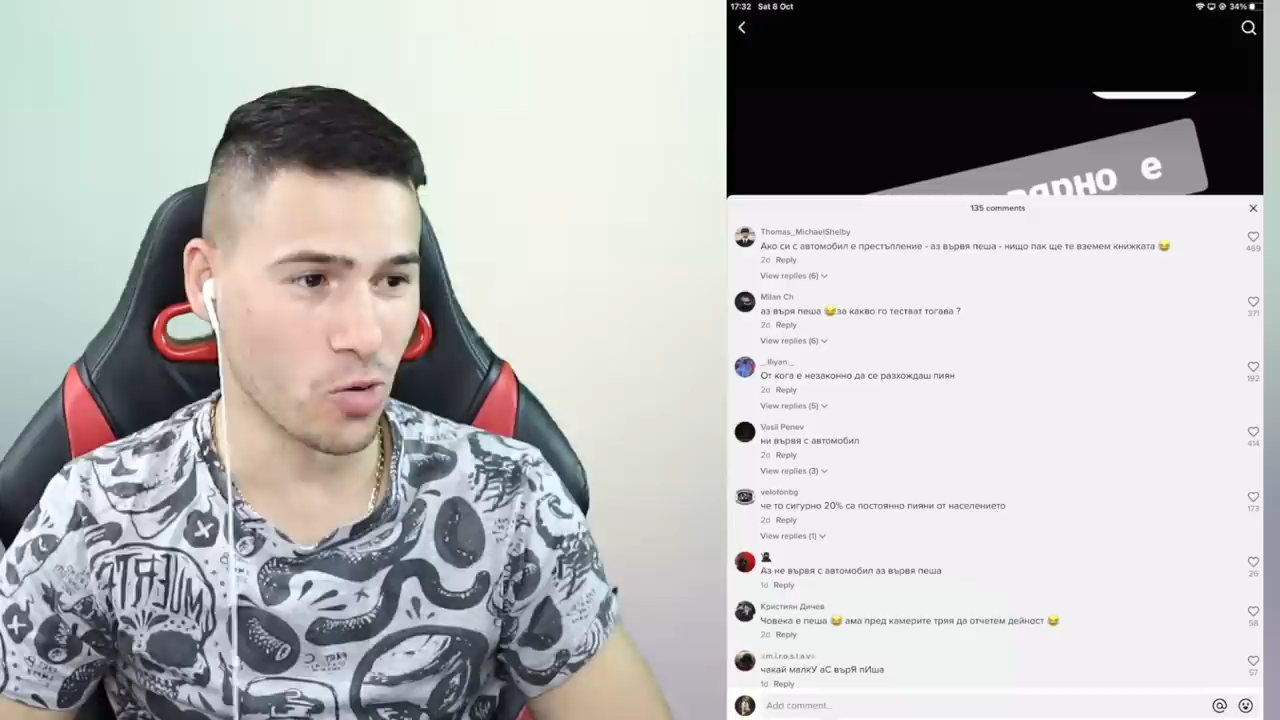 17:32 Sat 8 Oct
34%
е
135 comments
Thomas_MichaelShelby
Ако си с автомобил е престъпление - аз вървя пеша - нищо пак ще те вземем книжката 😂
469
2d Reply
View replies (6)
Milan Ch
аз въря пеша 😂за какво го тестват тогава ?
371
2d Reply
View replies (6)
От кога е незаконно да се разхождаш пиян
192
2d Reply
View replies (5)
Vasil Penev
ни вървя с автомобил
414
2d Reply
View replies (3)
velofonbg
че то сигурно 20% са постоянно пияни от населението
173
2d Reply
View replies (1)
Аз не вървя с автомобил аз вървя пеша
26
1d Reply
Кристиян Дичев
Човека е пеша 😂 ама пред камерите тряя да отчетем дейност 😂
58
2d Reply
чакай малкУ аС върЯ пИша
57
1d Reply
Add comment...